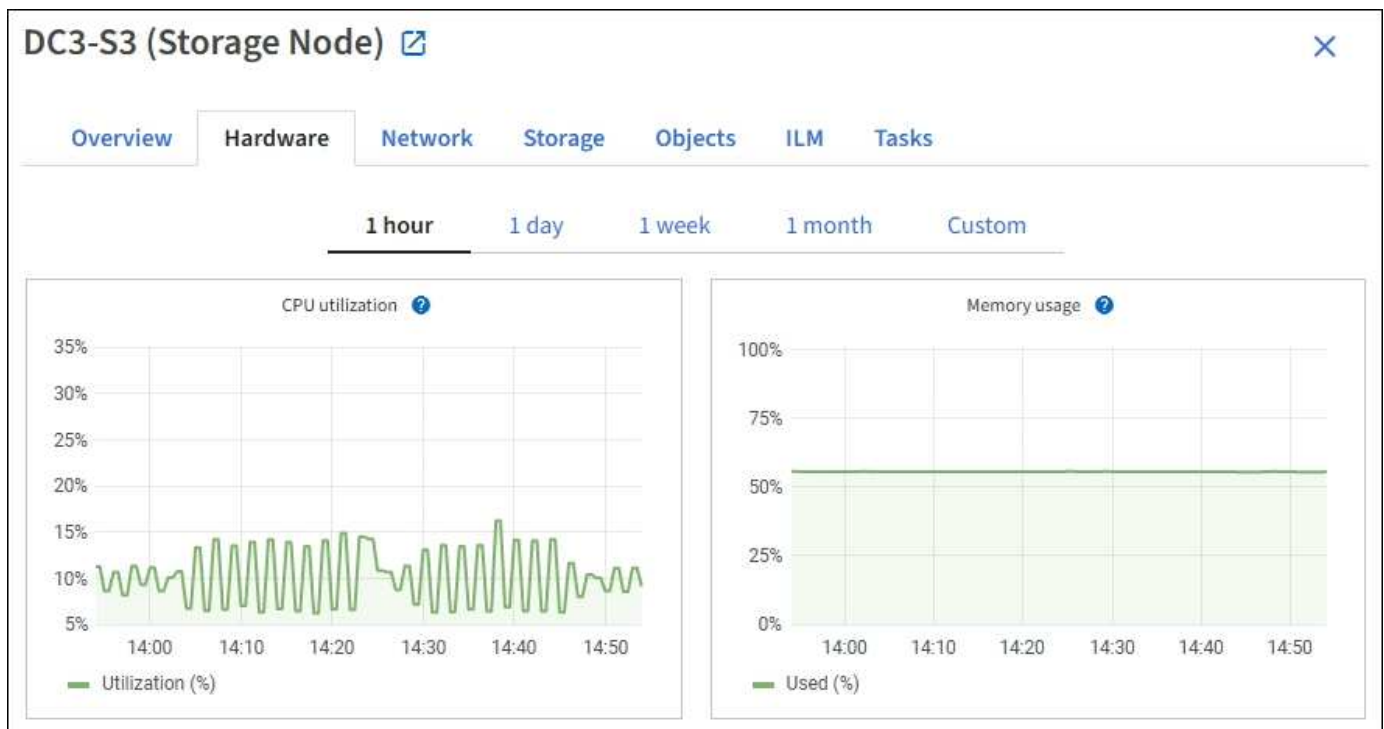 DC3-S3 (Storage Node)
Overview Hardware Network Storage Objects ILM Tasks
1 hour 1 day 1 week 1 month Custom
CPU utilization ?
35%
30%
25%
20%
15%
10%
5%
14:00 14:10 14:20 14:30 14:40 14:50
Utilization (%)
Memory usage ?
100%
75%
50%
25%
0%
14:00 14:10 14:20 14:30 14:40 14:50
Used (%)